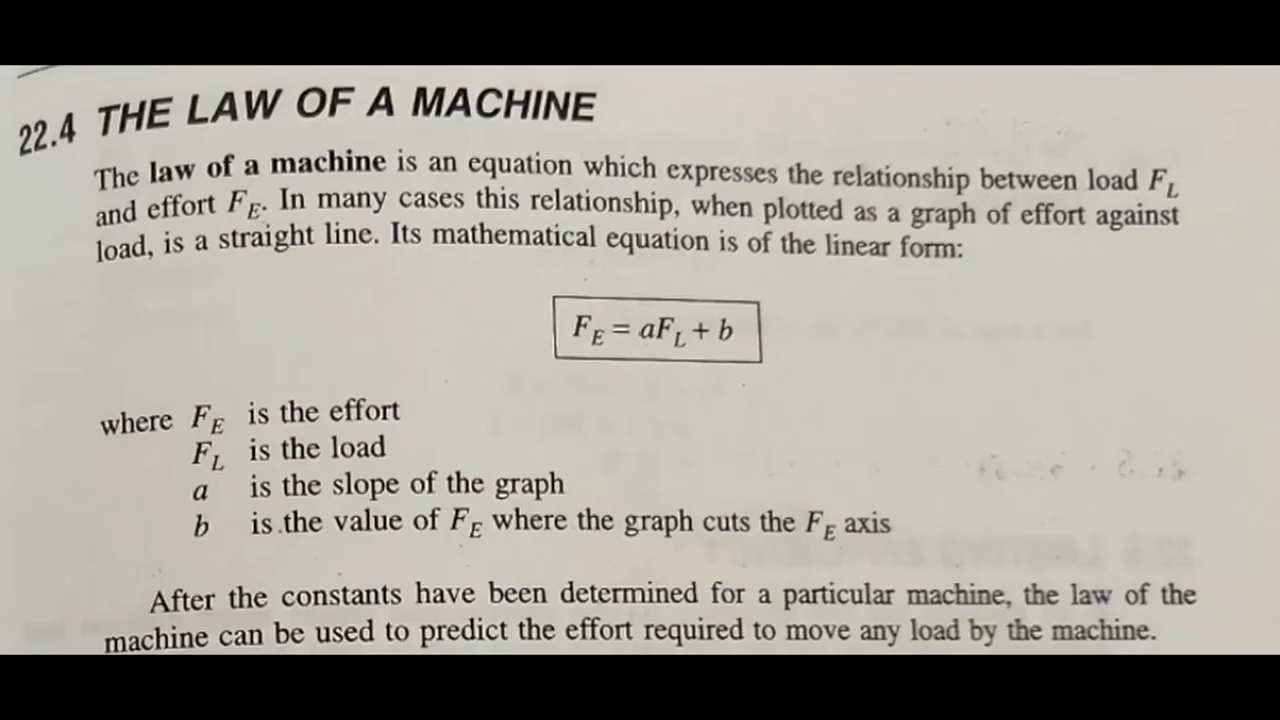 22.4 THE LAW OF A MACHINE
The law of a machine is an equation which expresses the relationship between load F_L
and effort F_E. In many cases this relationship, when plotted as a graph of effort against
load, is a straight line. Its mathematical equation is of the linear form:
F_E = aF_L + b
where F_E is the effort
F_L is the load
a is the slope of the graph
b is the value of F_E where the graph cuts the F_E axis
After the constants have been determined for a particular machine, the law of the
machine can be used to predict the effort required to move any load by the machine.